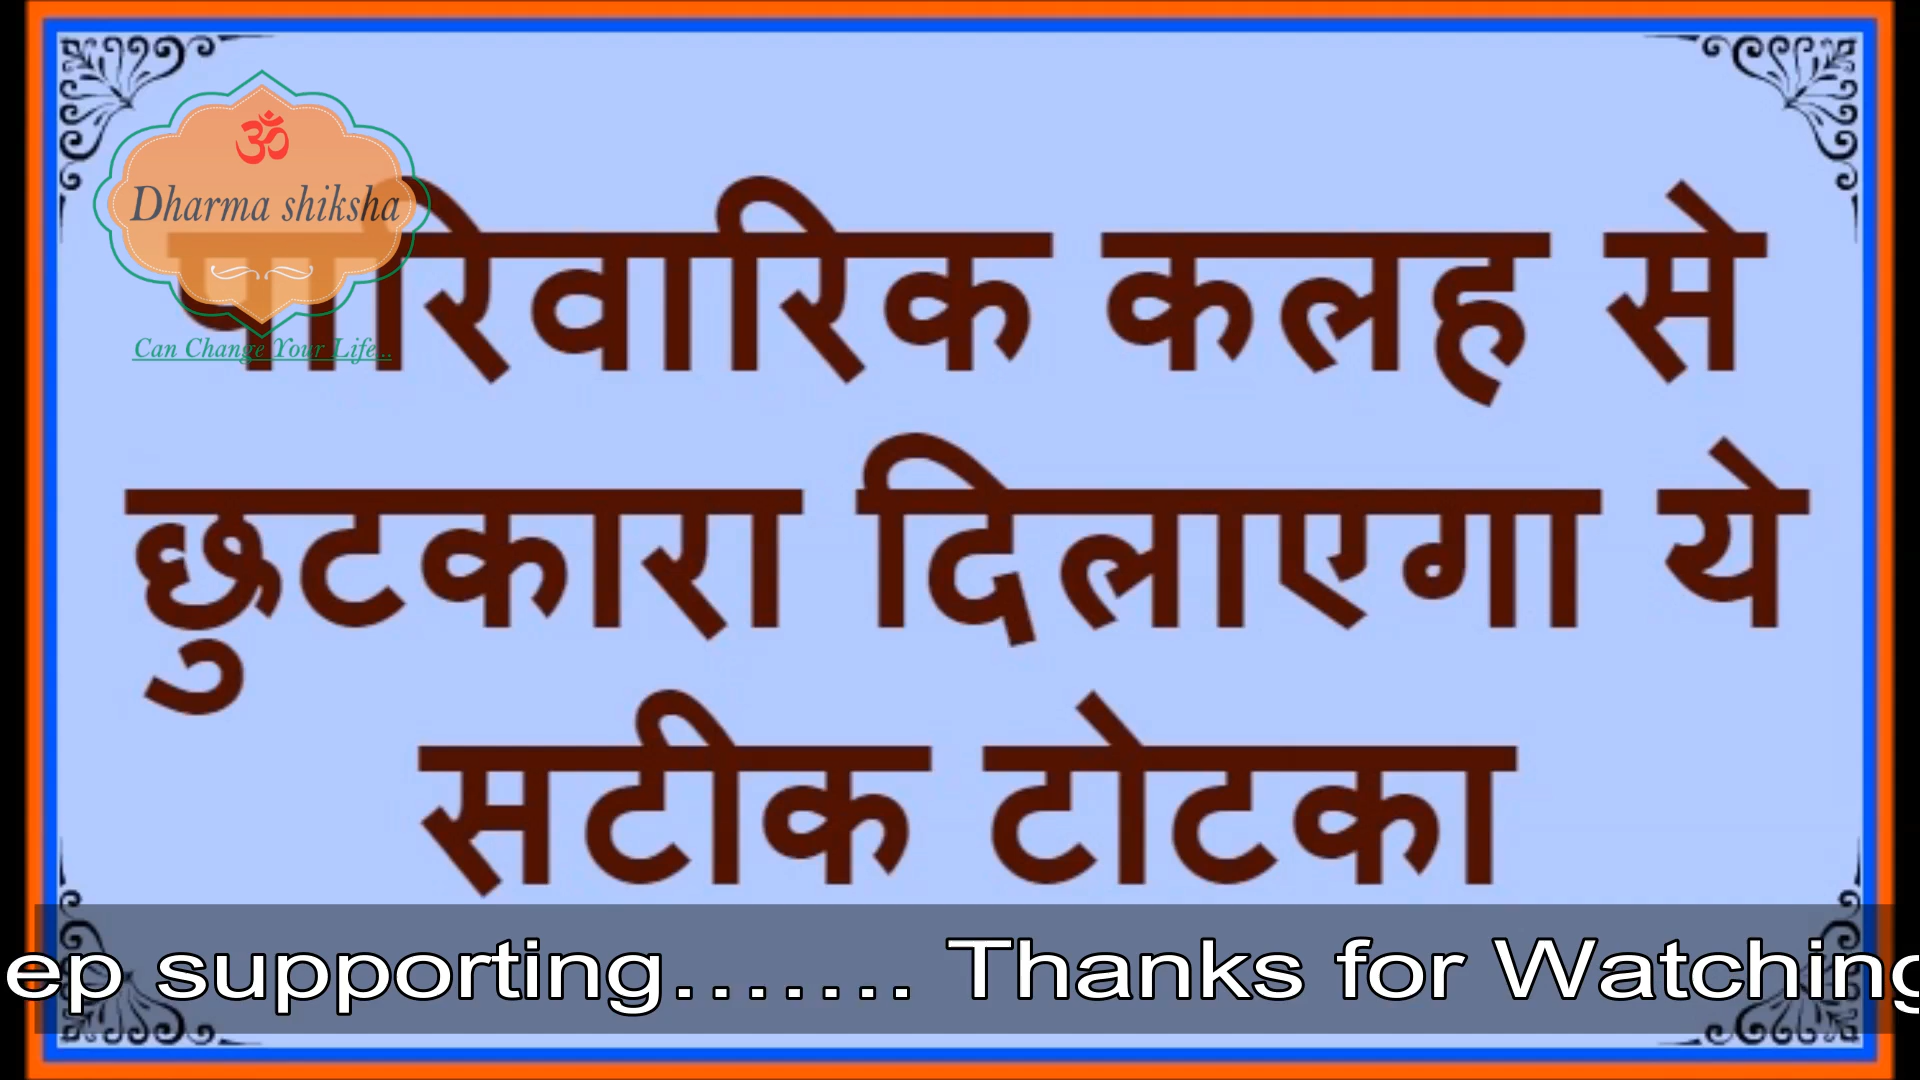 ॐ
Dharma shiksha
Can Change Your Life...
पारिवारिक कलह से
छुटकारा दिलाएगा ये
सटीक टोटका
ep supporting....... Thanks for Watching